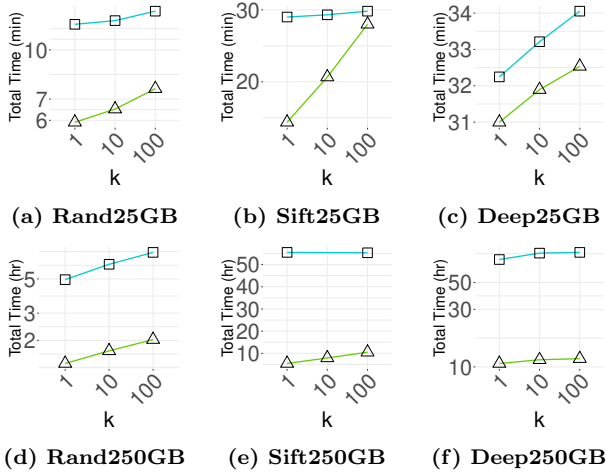 Total Time (min)
10
7
6
1
10
100
k
(a) Rand25GB
Total Time (min)
30
20
1
10
100
k
(b) Sift25GB
Total Time (min)
34
33
32
31
1
10
100
k
(c) Deep25GB
Total Time (hr)
5
3
2
1
10
100
k
(d) Rand250GB
Total Time (hr)
50
40
30
20
10
1
10
100
k
(e) Sift250GB
Total Time (hr)
50
30
10
1
10
100
k
(f) Deep250GB